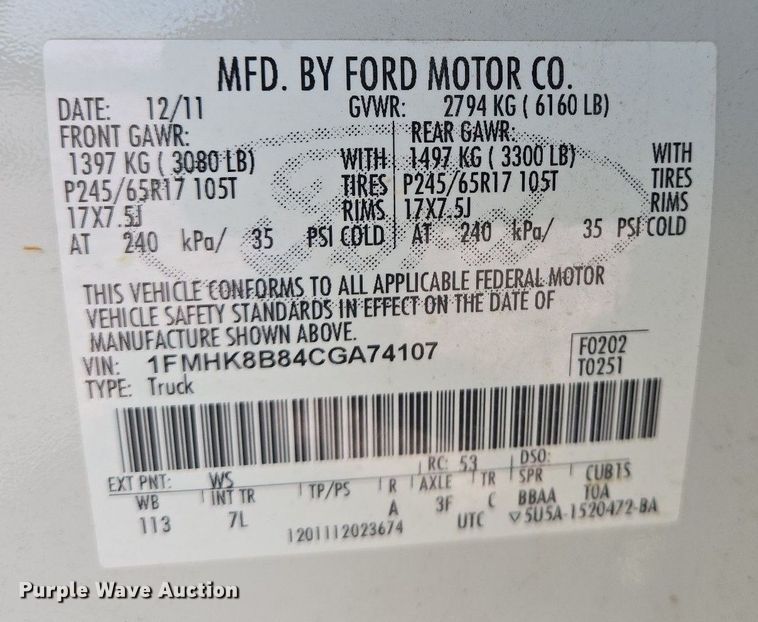 MFD. BY FORD MOTOR CO.
DATE: 12/11 GVWR: 2794 KG ( 6160 LB)
FRONT GAWR: REAR GAWR:
1397 KG ( 3080 LB) WITH 1497 KG ( 3300 LB) WITH
P245/65R17 105T TIRES P245/65R17 105T TIRES
17X7.5J RIMS 17X7.5J RIMS
AT 240 kPa/ 35 PSI COLD AT 240 kPa/ 35 PSI COLD
THIS VEHICLE CONFORMS TO ALL APPLICABLE FEDERAL MOTOR
VEHICLE SAFETY STANDARDS IN EFFECT ON THE DATE OF
MANUFACTURE SHOWN ABOVE.
VIN: 1FMHK8B84CGA74107 F0202
TYPE: Truck T0251
EXT PNT: WS RC: 53 DSO:
WB INT TR TP/PS R AXLE TR SPR CUB1S
113 7L A 3F C BBAA TOA
1201112023674 UTC ▽5U5A-1520472-BA
Purple Wave Auction